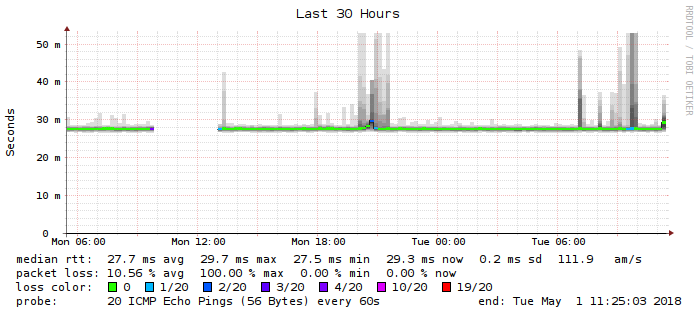 Last 30 Hours
RRDTOOL / TOBI OETIKER
Seconds
50 m
40 m
30 m
20 m
10 m
0
Mon 06:00 Mon 12:00 Mon 18:00 Tue 00:00 Tue 06:00
median rtt: 27.7 ms avg 29.7 ms max 27.5 ms min 29.3 ms now 0.2 ms sd 111.9 am/s
packet loss: 10.56 % avg 100.00 % max 0.00 % min 0.00 % now
loss color: 0 1/20 2/20 3/20 4/20 10/20 19/20
probe: 20 ICMP Echo Pings (56 Bytes) every 60s end: Tue May 1 11:25:03 2018